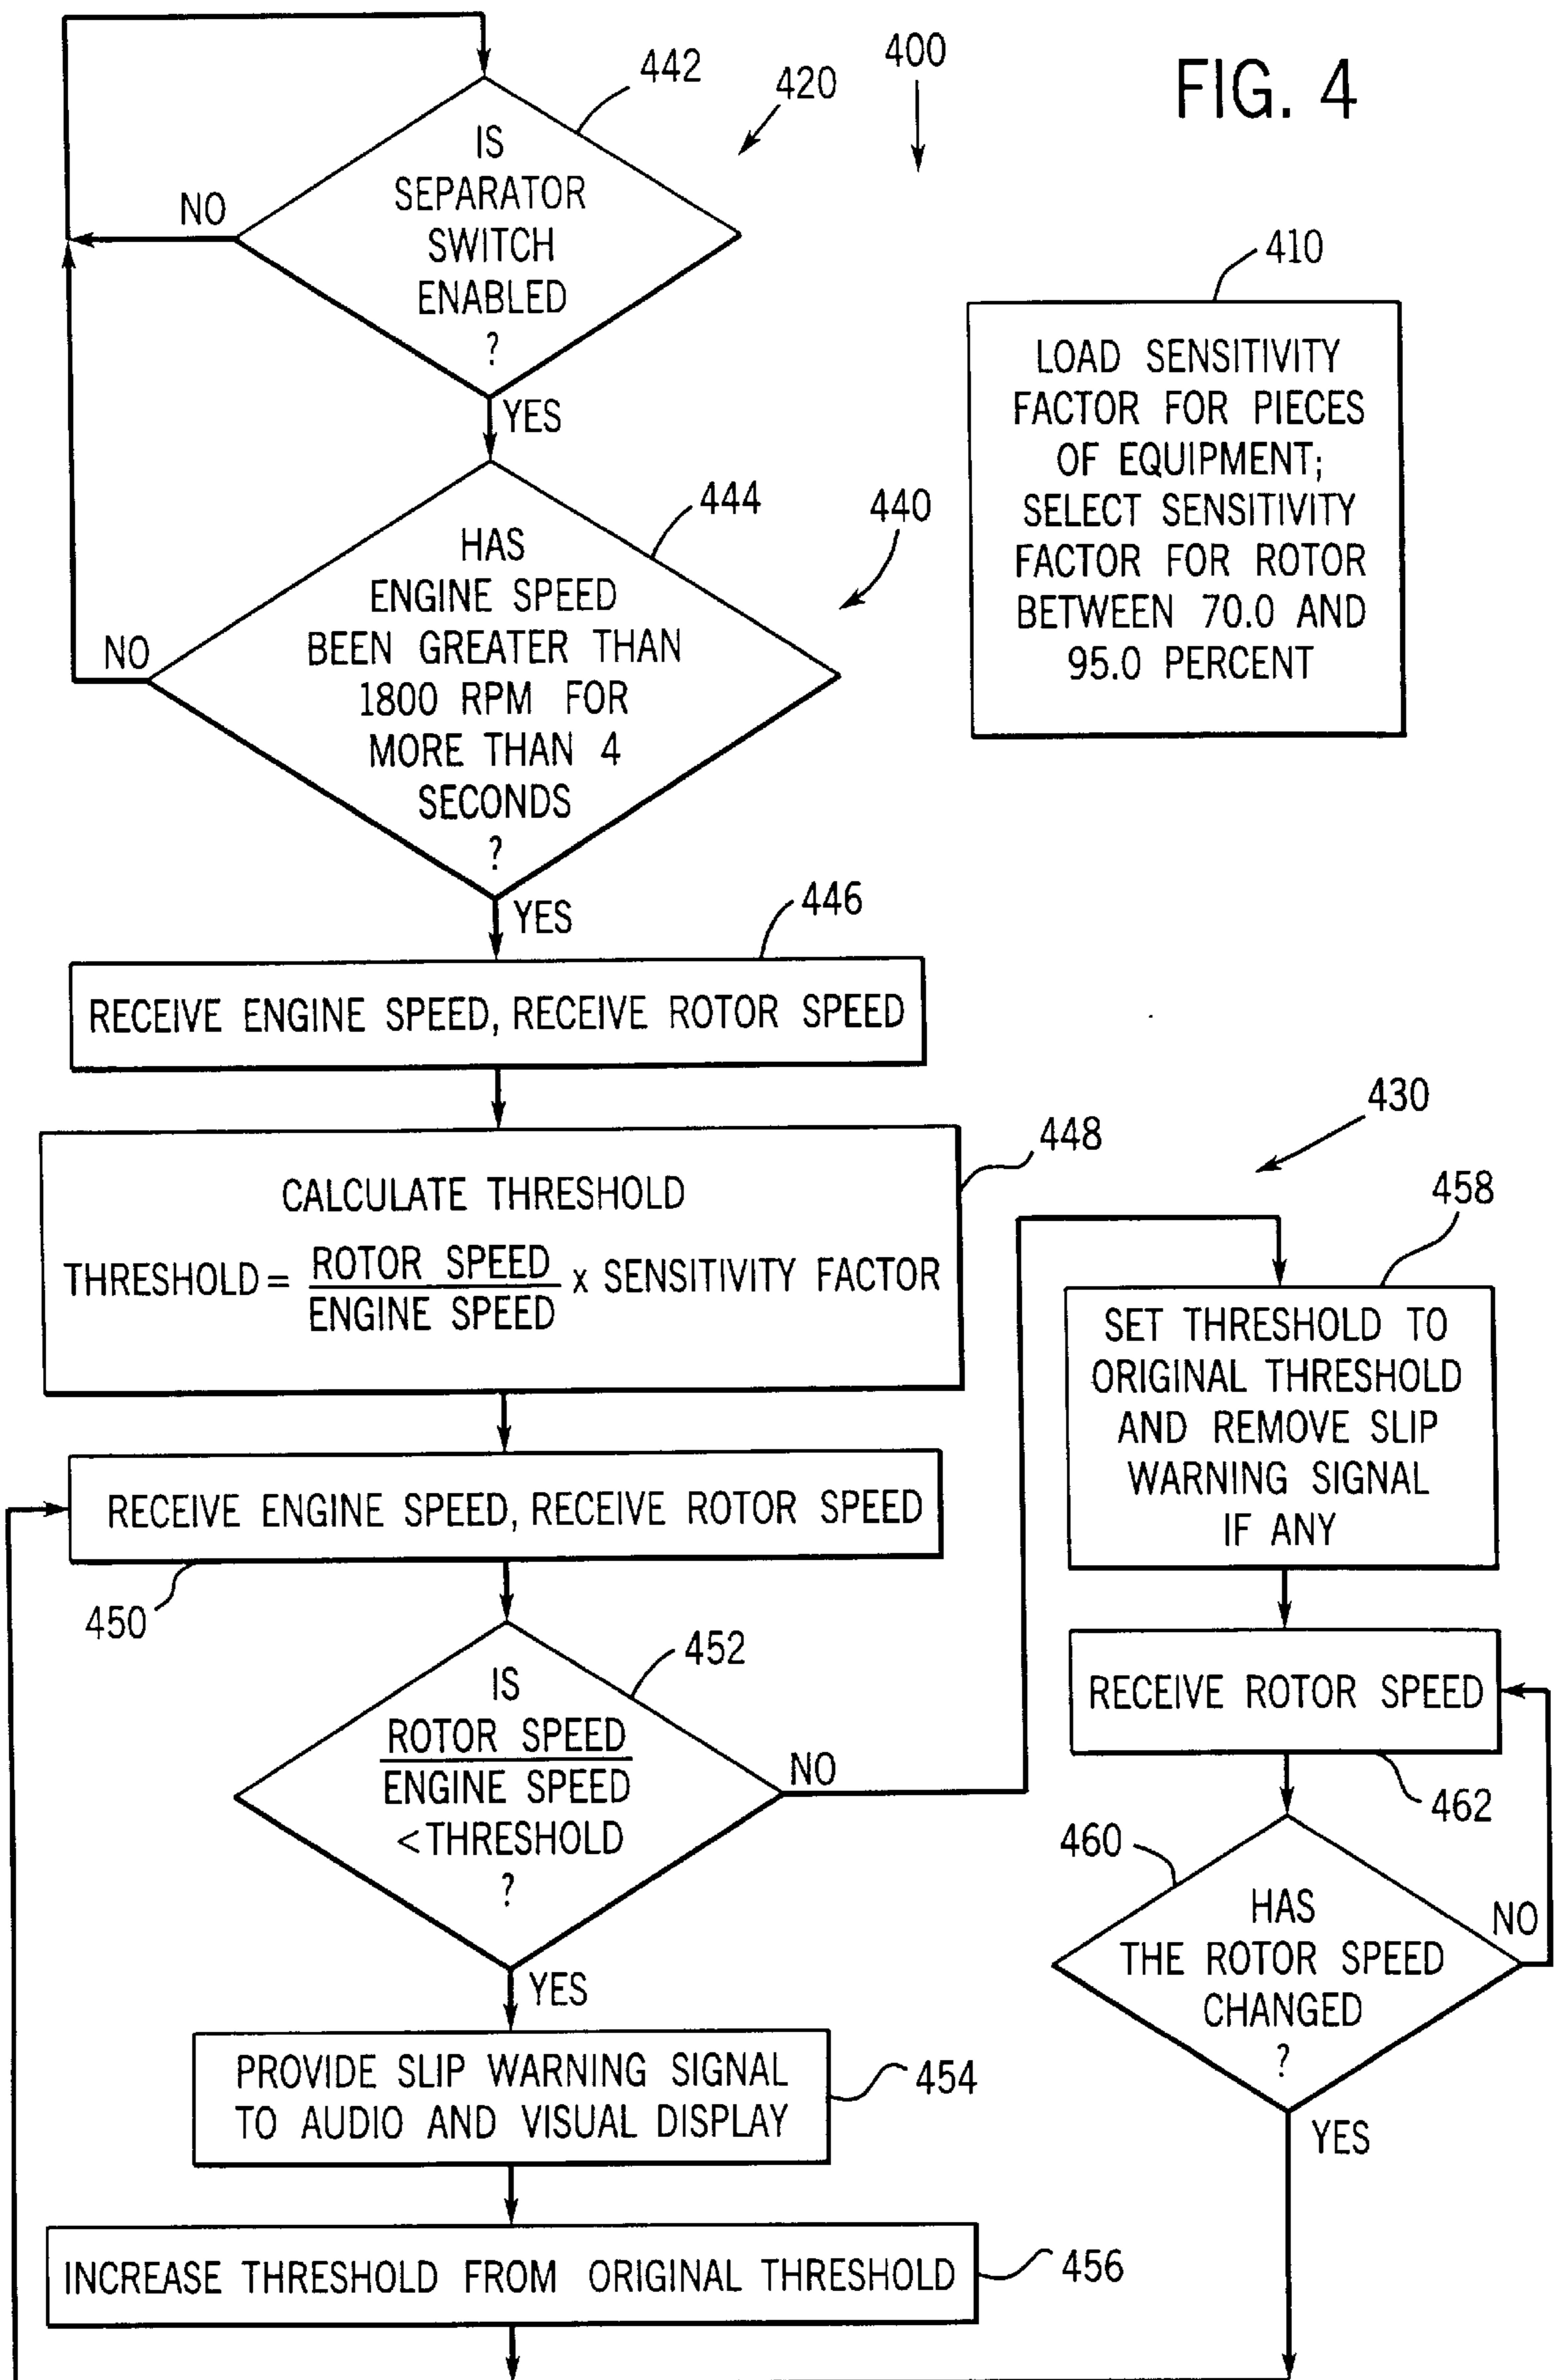 FIG. 4
400
420
442
IS
SEPARATOR
SWITCH
ENABLED
?
NO
YES
410
LOAD SENSITIVITY
FACTOR FOR PIECES
OF EQUIPMENT;
SELECT SENSITIVITY
FACTOR FOR ROTOR
BETWEEN 70.0 AND
95.0 PERCENT
444
440
HAS
ENGINE SPEED
BEEN GREATER THAN
1800 RPM FOR
MORE THAN 4
SECONDS
?
NO
YES
446
RECEIVE ENGINE SPEED, RECEIVE ROTOR SPEED
448
CALCULATE THRESHOLD
THRESHOLD = ROTOR SPEED / ENGINE SPEED x SENSITIVITY FACTOR
RECEIVE ENGINE SPEED, RECEIVE ROTOR SPEED
450
452
IS
ROTOR SPEED
ENGINE SPEED
< THRESHOLD
?
NO
YES
PROVIDE SLIP WARNING SIGNAL
TO AUDIO AND VISUAL DISPLAY
454
INCREASE THRESHOLD FROM ORIGINAL THRESHOLD
456
430
458
SET THRESHOLD TO
ORIGINAL THRESHOLD
AND REMOVE SLIP
WARNING SIGNAL
IF ANY
RECEIVE ROTOR SPEED
462
460
HAS
THE ROTOR SPEED
CHANGED
?
NO
YES